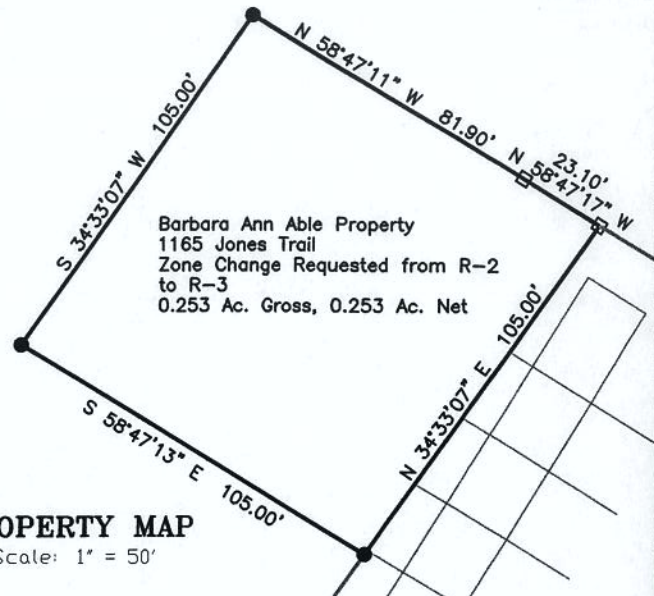 N 58°47'11" W 81.90'
23.10'
N 58°47'17" W
S 34°33'07" W 105.00'
Barbara Ann Able Property
1165 Jones Trail
Zone Change Requested from R-2
to R-3
0.253 Ac. Gross, 0.253 Ac. Net
N 34°33'07" E 105.00'
S 58°47'13" E 105.00'
OPERTY MAP
Scale: 1" = 50'